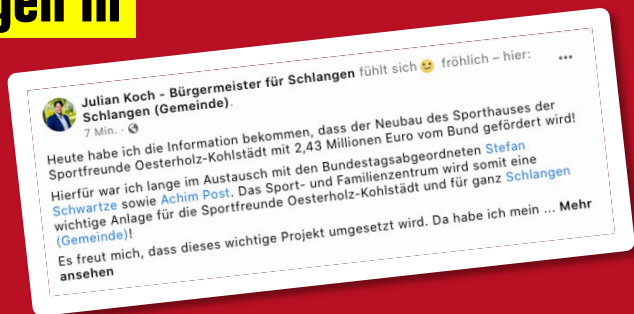 gen in
Julian Koch - Bürgermeister für Schlangen fühlt sich 😀 fröhlich – hier:
Schlangen (Gemeinde).
7 Min. ·
Heute habe ich die Information bekommen, dass der Neubau des Sporthauses der
Sportfreunde Oesterholz-Kohlstädt mit 2,43 Millionen Euro vom Bund gefördert wird!
Hierfür war ich lange im Austausch mit den Bundestagsabgeordneten Stefan
Schwartze sowie Achim Post. Das Sport- und Familienzentrum wird somit eine
wichtige Anlage für die Sportfreunde Oesterholz-Kohlstädt und für ganz Schlangen
(Gemeinde)!
Es freut mich, dass dieses wichtige Projekt umgesetzt wird. Da habe ich mein ... Mehr
ansehen